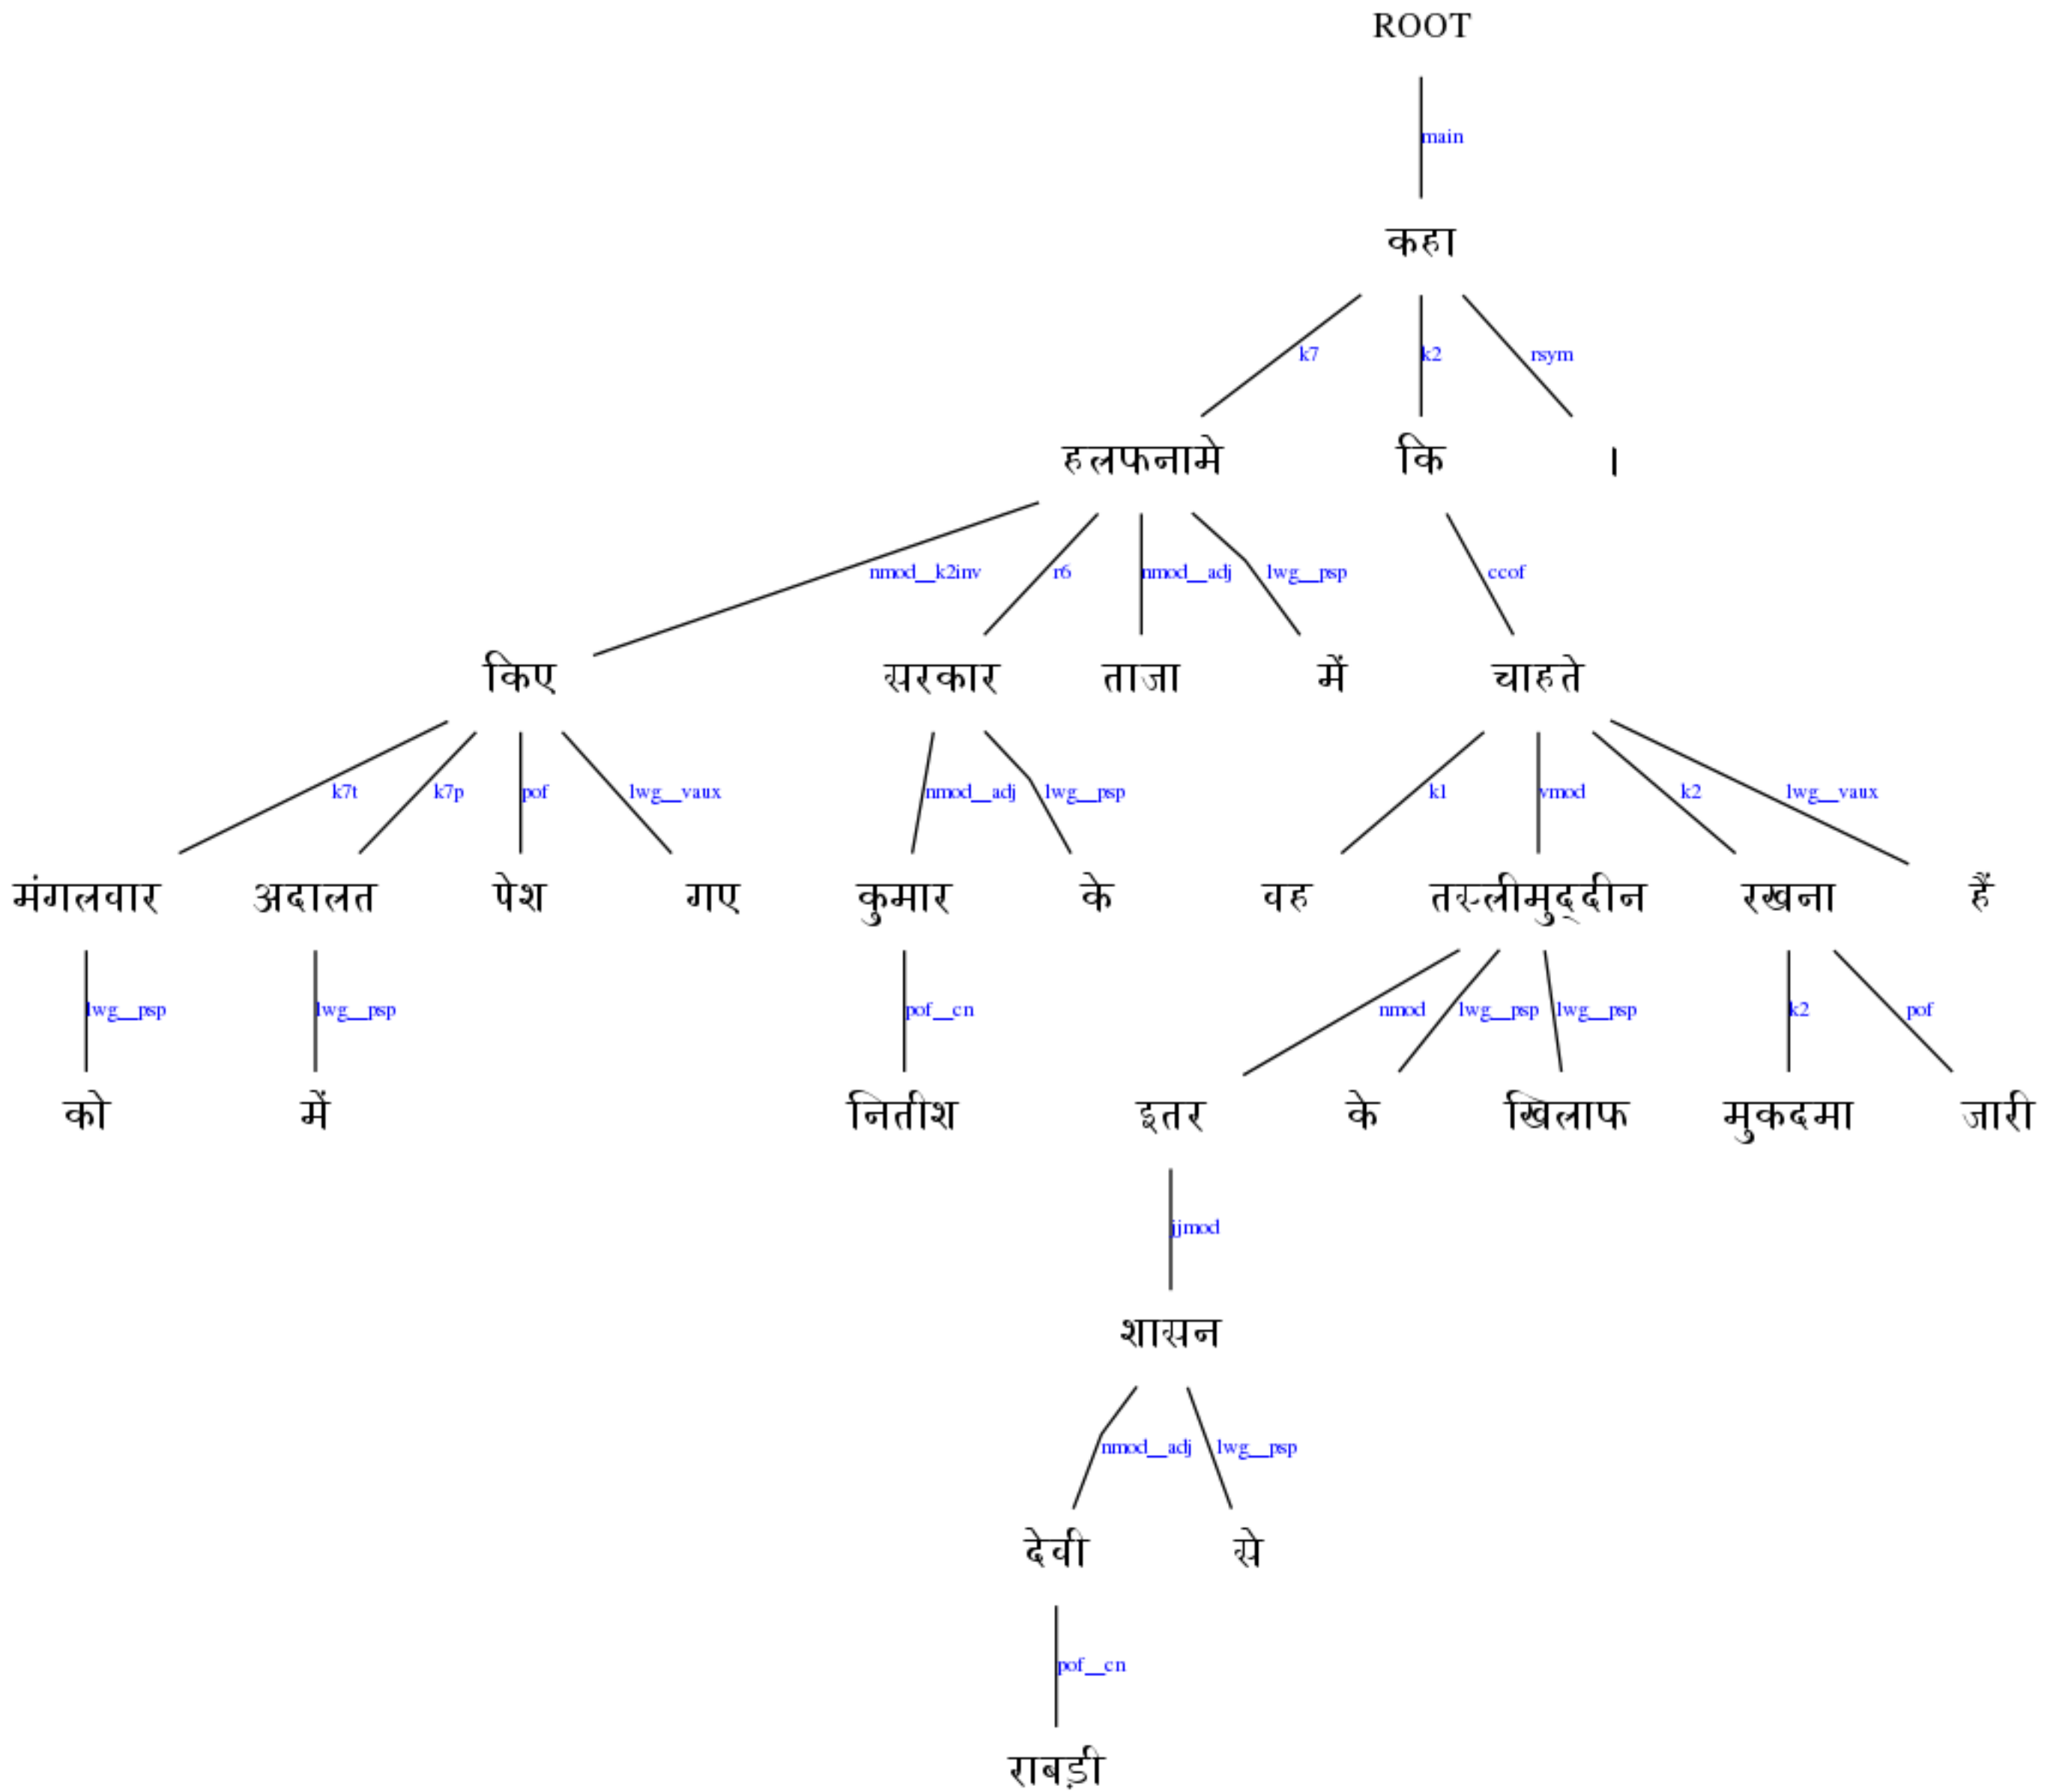 ROOT
main
कहा
k7 k2 rsym
हलफनामे कि ।
nmod__k2inv r6 nmod__adj lwg__psp ccof
किए सरकार ताजा में चाहते
k7t k7p pof lwg__vaux nmod__adj lwg__psp k1 vmod k2 lwg__vaux
मंगलवार अदालत पेश गए कुमार के वह तस्लीमुद्दीन रखना हैं
lwg__psp lwg__psp pof__cn nmod lwg__psp lwg__psp k2 pof
को में नितीश इतर के खिलाफ मुकदमा जारी
jjmod
शासन
nmod__adj lwg__psp
देवी से
pof__cn
राबड़ी